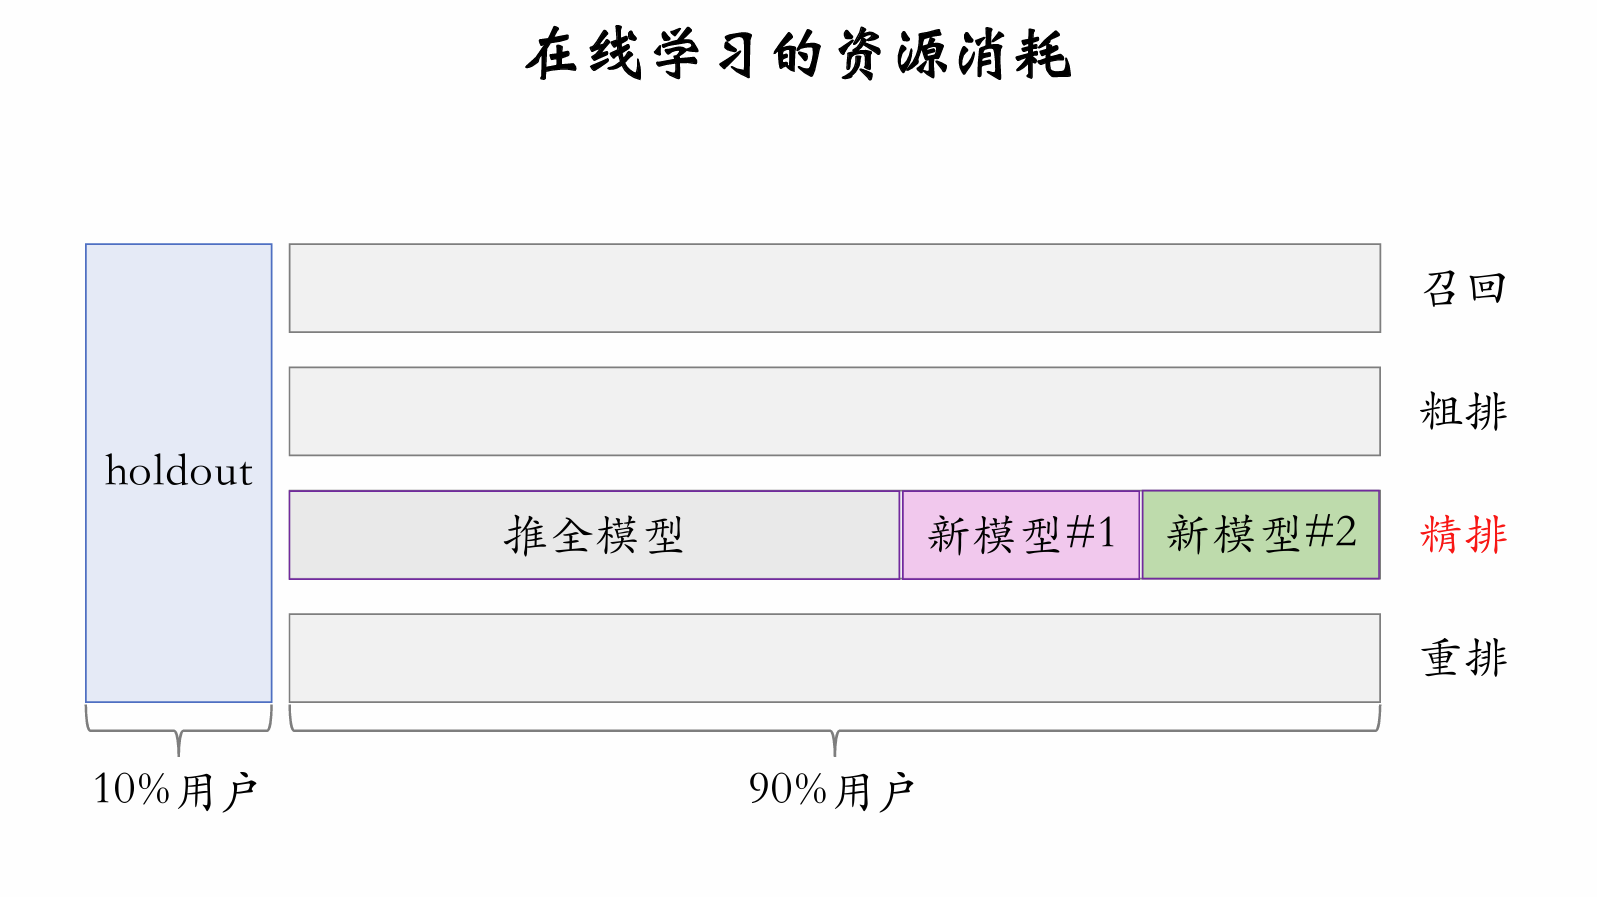 在线学习的资源消耗
召回
粗排
holdout
推全模型
新模型#1
新模型#2
精排
重排
10%用户
90%用户